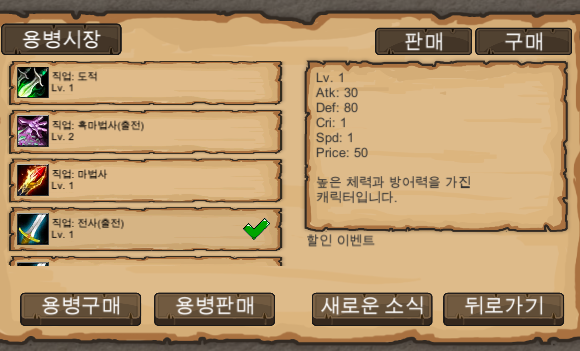 용병시장
판매
구매
직업: 도적
Lv. 1
직업: 흑마법사(출전)
Lv. 2
직업: 마법사
Lv. 1
직업: 전사(출전)
Lv. 1
Lv. 1
Atk: 30
Def: 80
Cri: 1
Spd: 1
Price: 50
높은 체력과 방어력을 가진
캐릭터입니다.
할인 이벤트
용병구매
용병판매
새로운 소식
뒤로가기